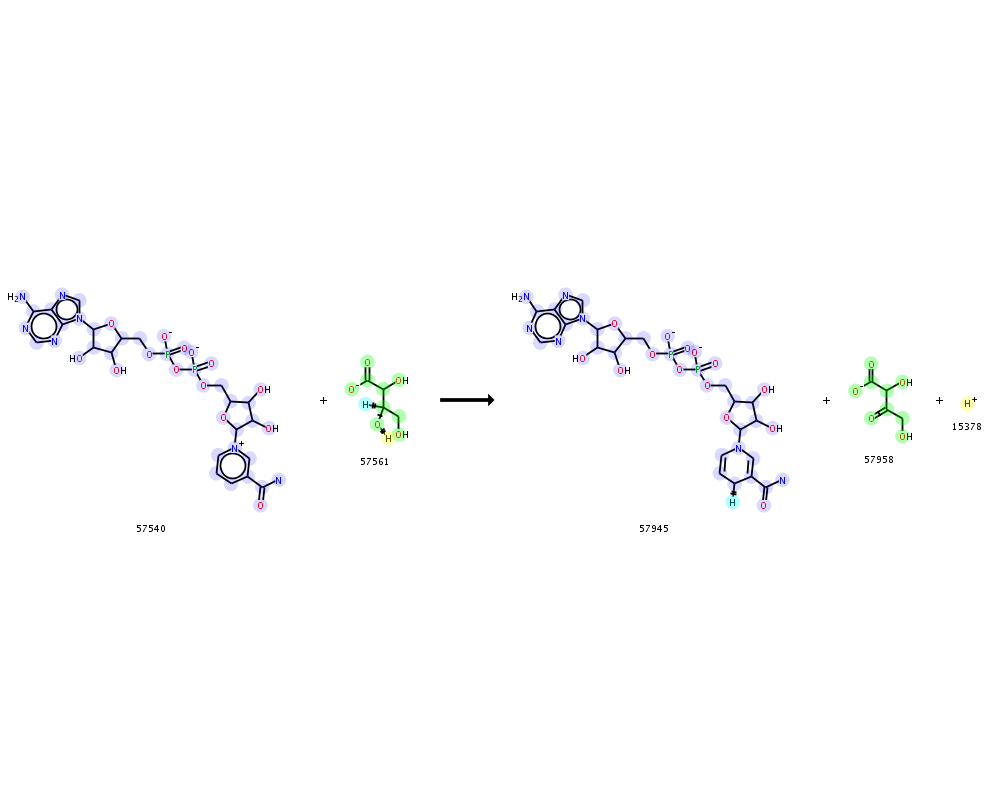 H₂N N N N N O HO OH O O⁻ P O O O⁻ P O O O OH OH N⁺ N O
57540
+
O O⁻ OH H O H OH
57561
H₂N N N N N O HO OH O O⁻ P O O O⁻ P O O O OH OH N H N O
57945
+
O O⁻ OH O OH
57958
+
H⁺
15378